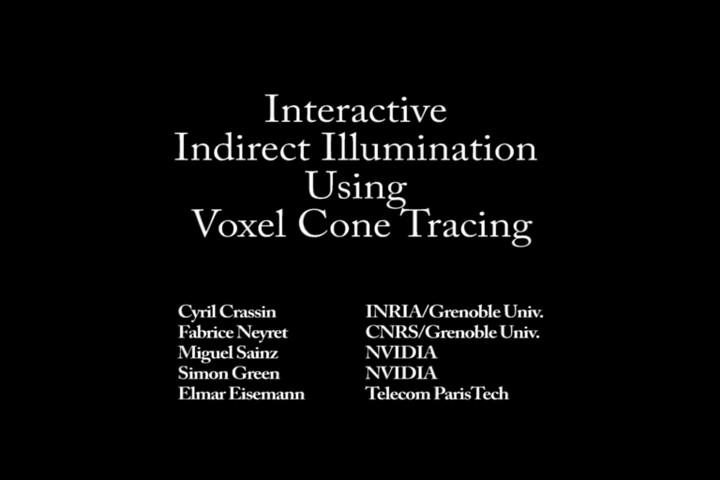 Interactive
Indirect Illumination
Using
Voxel Cone Tracing
Cyril Crassin INRIA/Grenoble Univ.
Fabrice Neyret CNRS/Grenoble Univ.
Miguel Sainz NVIDIA
Simon Green NVIDIA
Elmar Eisemann Telecom ParisTech